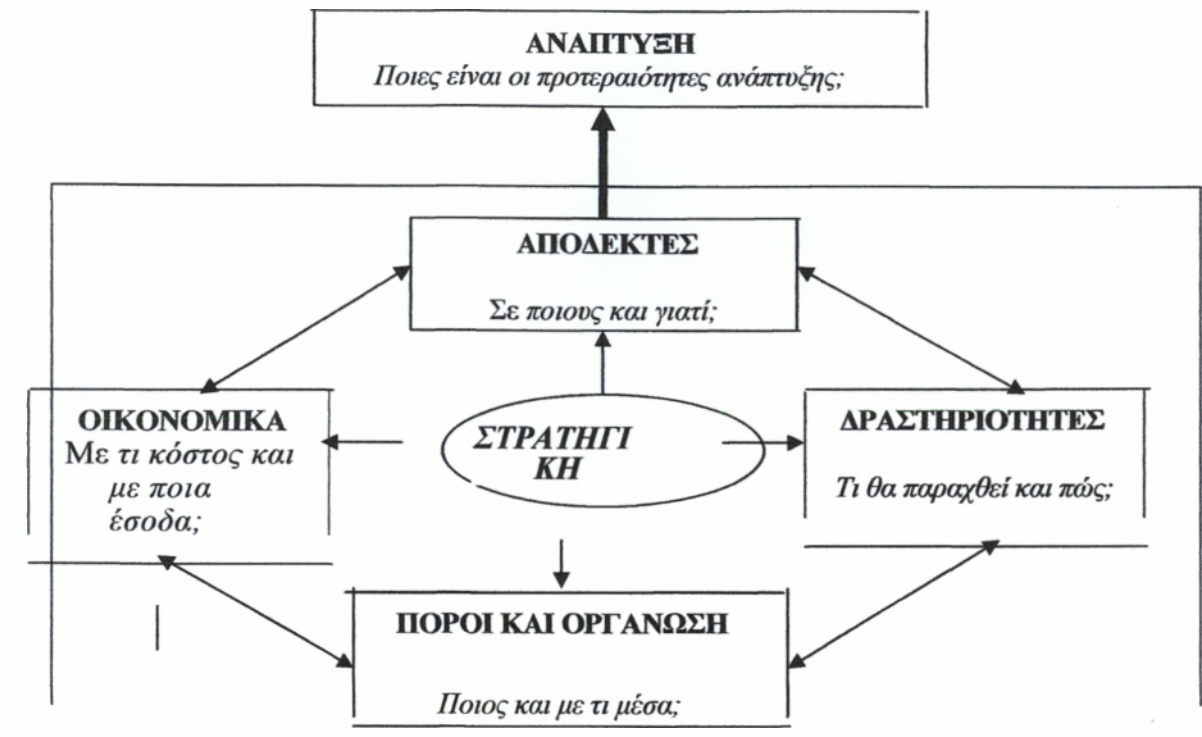 ΑΝΑΠΤΥΞΗ
Ποιες είναι οι προτεραιότητες ανάπτυξης;
ΑΠΟΔΕΚΤΕΣ
Σε ποιους και γιατί;
ΟΙΚΟΝΟΜΙΚΑ
Με τι κόστος και
με ποια
έσοδα;
ΣΤΡΑΤΗΓΙ
ΚΗ
ΔΡΑΣΤΗΡΙΟΤΗΤΕΣ
Τι θα παραχθεί και πώς;
ΠΟΡΟΙ ΚΑΙ ΟΡΓΑΝΩΣΗ
Ποιος και με τι μέσα;